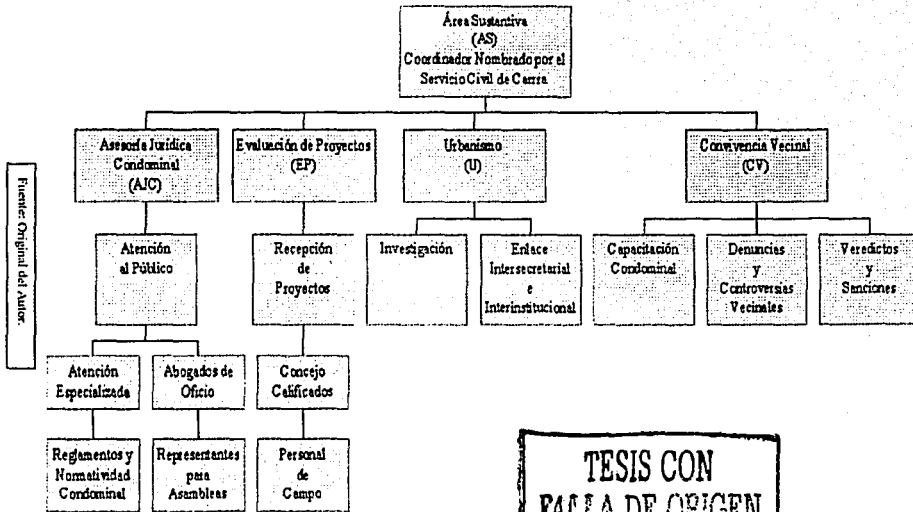 Área Sustantiva
(AS)
Coordinador Nombrado por el
Servicio Civil de Carrra
Asesoría Jurídica
Condominal
(AJC)
Evaluación de Proyectos
(EP)
Urbanismo
(U)
Convivencia Vecinal
(CV)
Fuente: Original del Autor.
Atención
al Público
Recepción
de
Proyectos
Investigación
Enlace
Intersecretarial
e
Interinstitucional
Capacitación
Condominal
Denuncias
y
Controversias
Vecinales
Veredictos
y
Sanciones
Atención
Especializada
Abogados de
Oficio
Concejo
Calificados
Reglamentos y
Normatividad
Condominal
Representantes
para
Asambleas
Personal
de
Campo
TESIS CON
FALLA DE ORIGEN